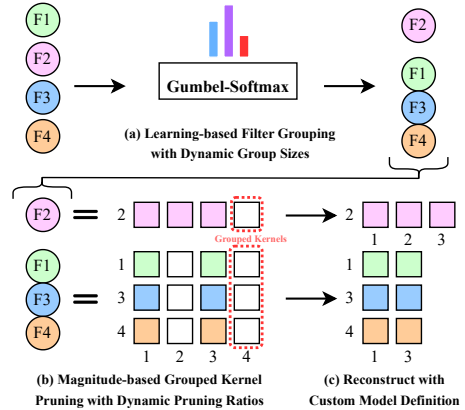 F1
F2
F3
F4
Gumbel-Softmax
F2
F1
F3
F4
(a) Learning-based Filter Grouping
with Dynamic Group Sizes
F2
2
Grouped Kernels
F1
F3
F4
1
3
4
1 2 3 4
2
1 2 3
1
3
4
1 3
(b) Magnitude-based Grouped Kernel
Pruning with Dynamic Pruning Ratios
(c) Reconstruct with
Custom Model Definition